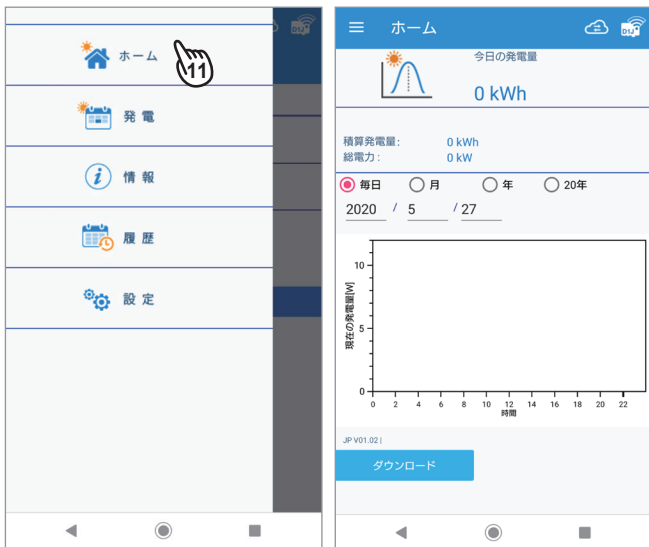 ホーム
(11)
発電
情報
履歴
設定
D1J
ホーム
D1J
今日の発電量
0 kWh
積算発電量: 0 kWh
総電力: 0 kW
毎日 月 年 20年
2020 / 5 / 27
現在の発電量[W]
10
5
0
0 2 4 6 8 10 12 14 16 18 20 22
時間
JP V01.02 |
ダウンロード